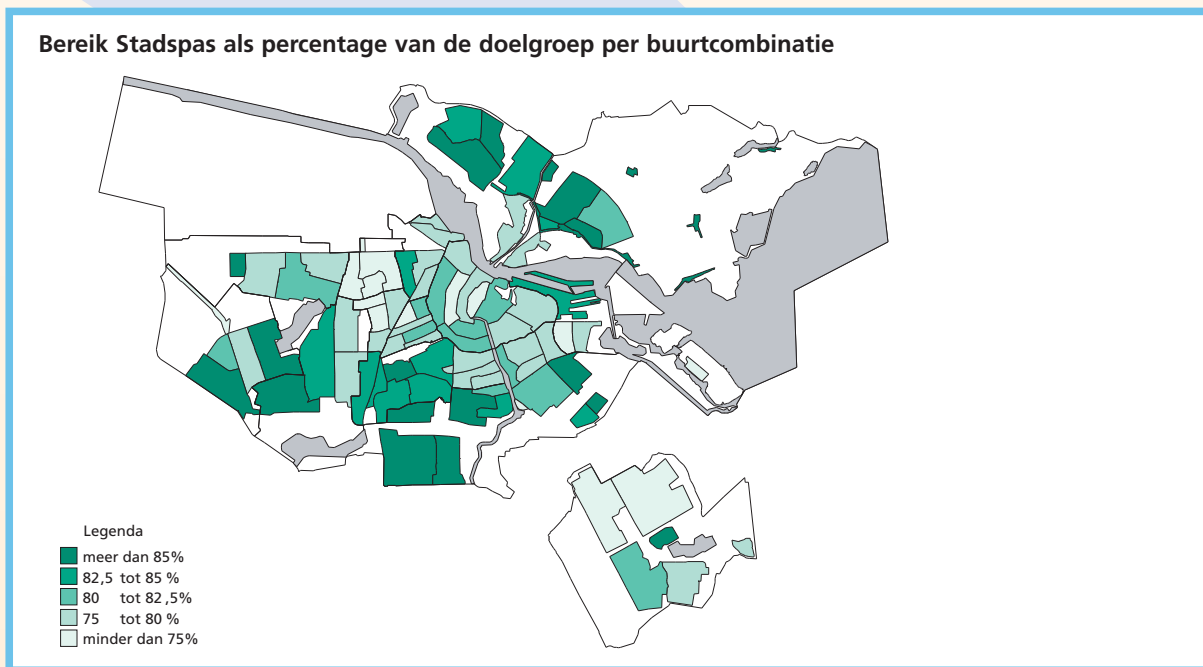 Bereik Stadspas als percentage van de doelgroep per buurtcombinatie
Legenda
meer dan 85%
82,5 tot 85 %
80 tot 82 ,5%
75 tot 80 %
minder dan 75%